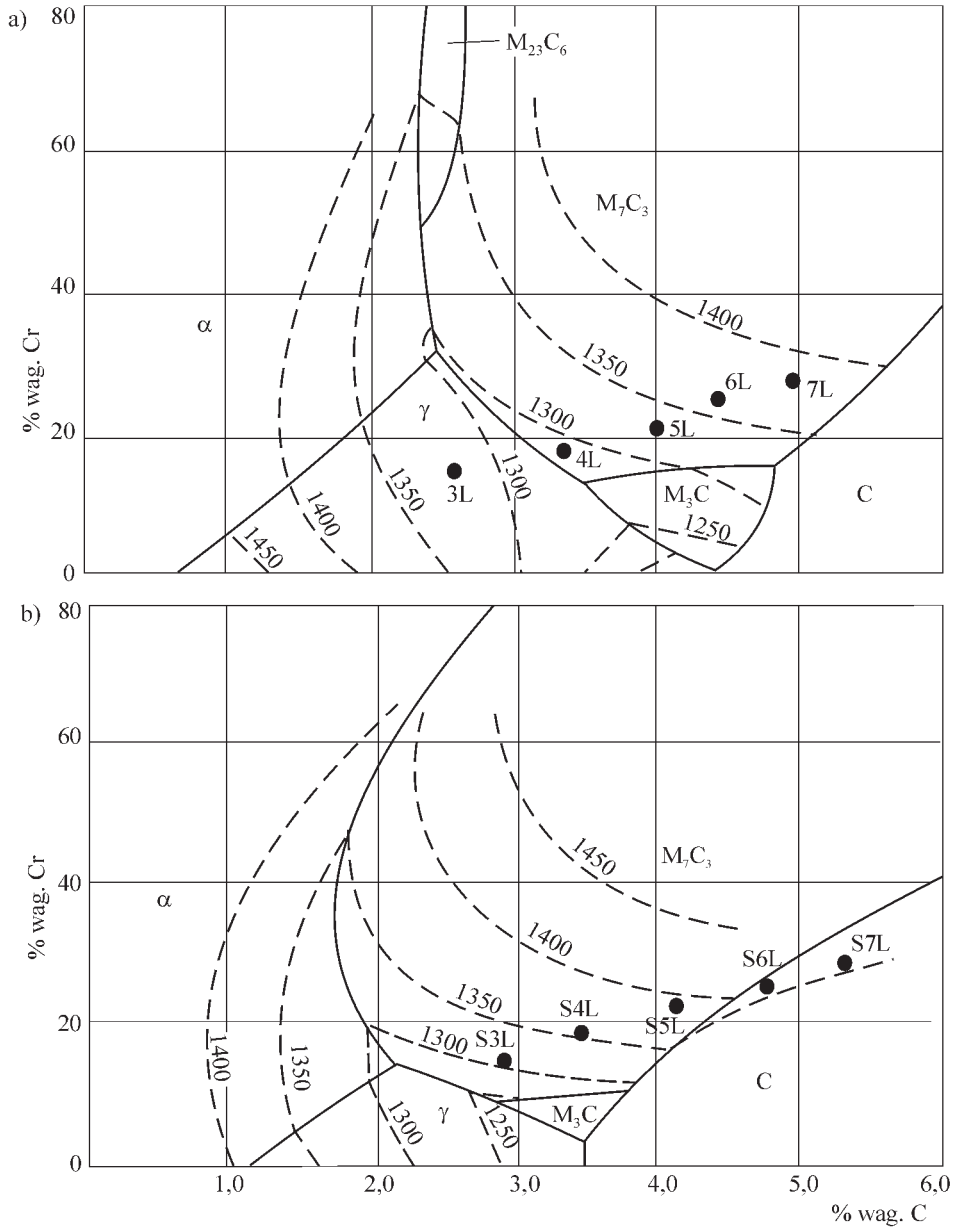 a)
80
M₂₃C₆
60
M₇C₃
40
1400
α
1350
6L
7L
% wag. Cr
γ
1300
5L
20
4L
3L
1300
M₃C
C
1350
1400
1250
1450
0
b)
80
60
1450
M₇C₃
40
α
% wag. Cr
1400
S7L
S6L
1350
S4L
S5L
20
1300
S3L
1400
1350
C
γ
M₃C
1300
1250
0
1,0
2,0
3,0
4,0
5,0
6,0
% wag. C